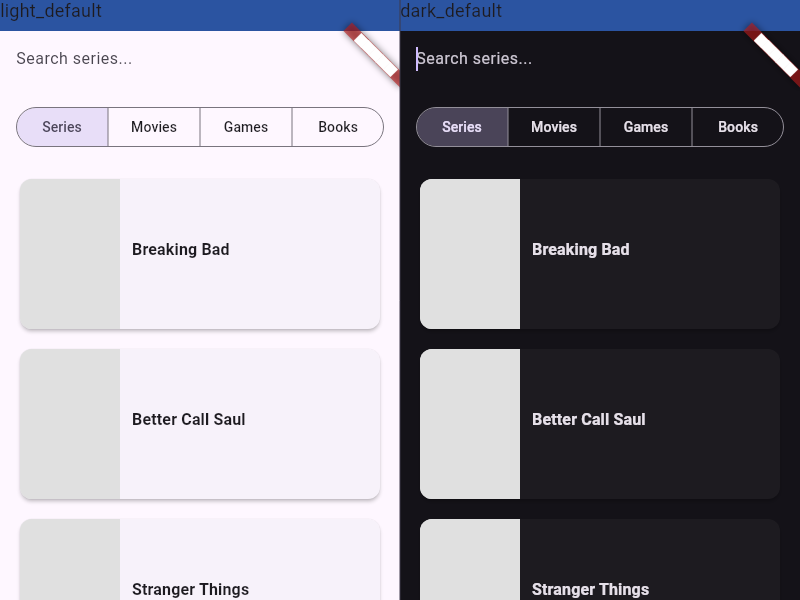 light_default
Search series...
Series Movies Games Books
Breaking Bad
Better Call Saul
Stranger Things
dark_default
Search series...
Series Movies Games Books
Breaking Bad
Better Call Saul
Stranger Things